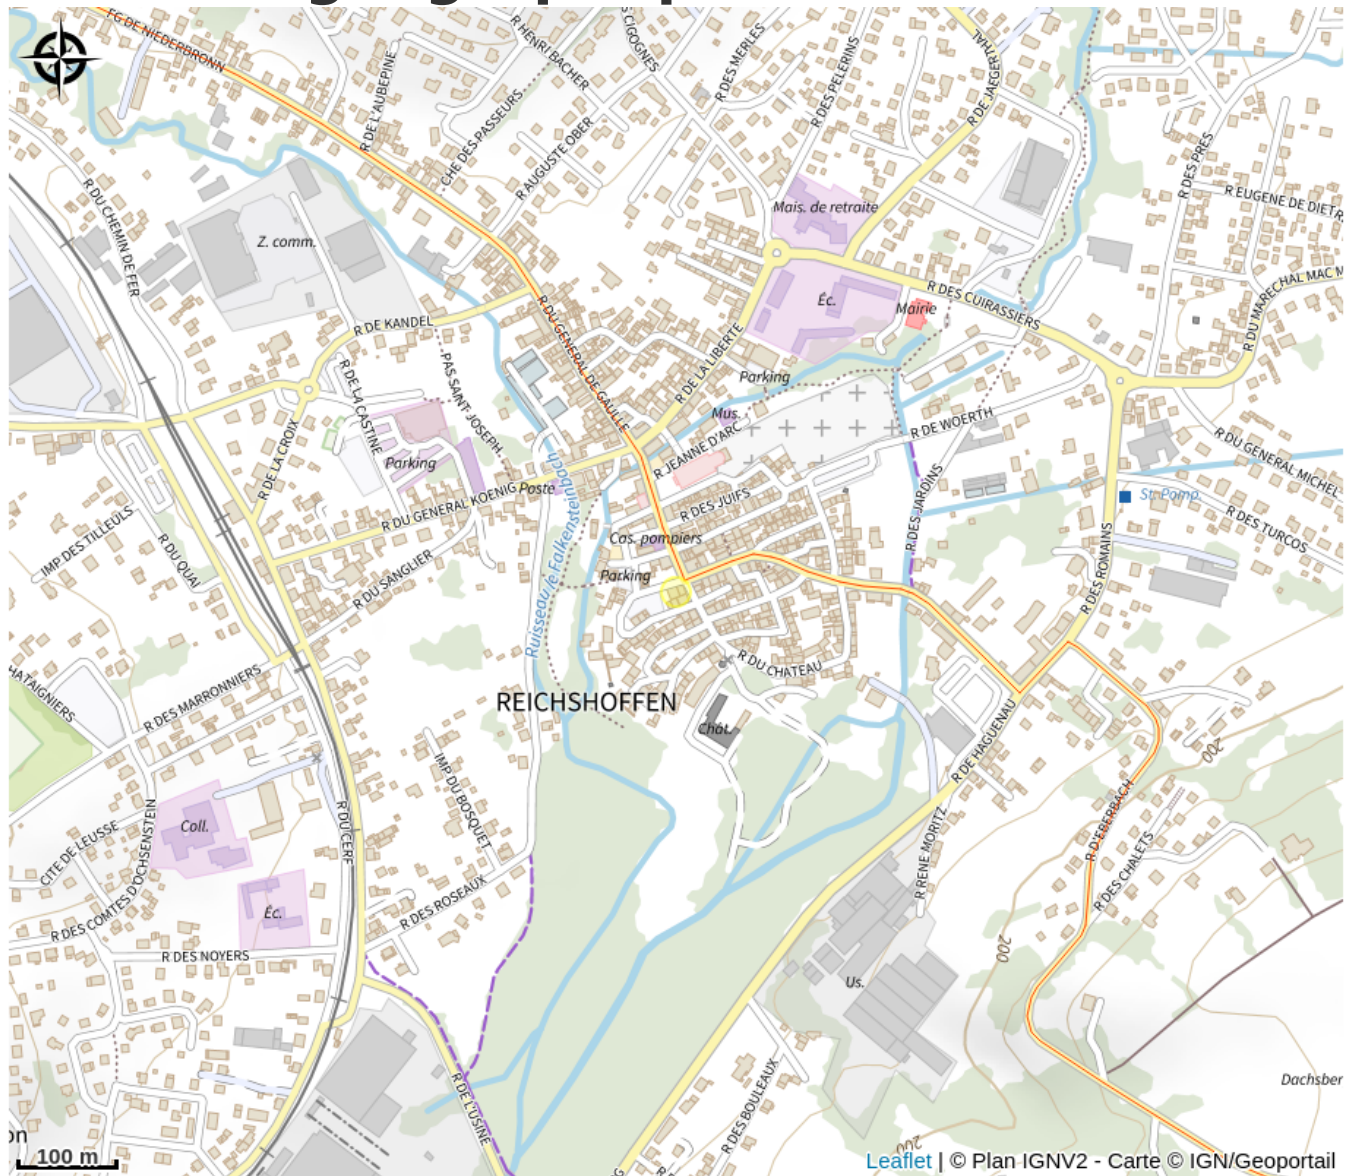 FG DE NIEDERBRONN
R HENRI BACHER
S CIGOGNES
R DES MERLES
R DES PELERINS
R DE JAEGERTHAL
R DE L'AUBEPINE
CHE DES PASSEURS
R AUGUSTE OBER
R DES PRES
R EUGENE DE DIETR
R DU CHEMIN DE FER
Z. comm.
Mais. de retraite
R DES CUIRASSIERS
R DU MARECHAL MAC M
Éc.
Mairie
R DE KANDEL
R DU GENERAL DE GAULLE
R DE LA LIBERTE
PAS SAINT-JOSEPH
R DE LA CASTINE
Parking
Mus.
R JEANNE D'ARC
R DE WOERTH
R DE LA CROIX
Parking
R DU GENERAL MICHEL
R DU GENERAL KOENIG
Poste
R DES JUIFS
R DES JARDINS
St. Pomp.
R DES TURCOS
IMP DES TILLEULS
R DU QUAI
R DU SANGLIER
Ruisseau le Falkensteinbach
Cas. pompiers
Parking
R DES ROMAINS
HATAIGNIERS
R DES MARRONNIERS
R DU CHATEAU
REICHSHOFFEN
Chât.
R DE HAGUENAU
200
IMP DU BOSQUET
R DU CERF
Coll.
CITE DE LEUSSE
R DES COMTES D'OCHSENSTEIN
R RENE MORITZ
R D'EBERBACH
R DES CHALETS
Éc.
R DES ROSEAUX
R DES NOYERS
200
Us.
R DE L'USINE
R DES BOULEAUX
Dachsber
200
on
G
100 m
Leaflet | © Plan IGNV2 - Carte © IGN/Geoportail